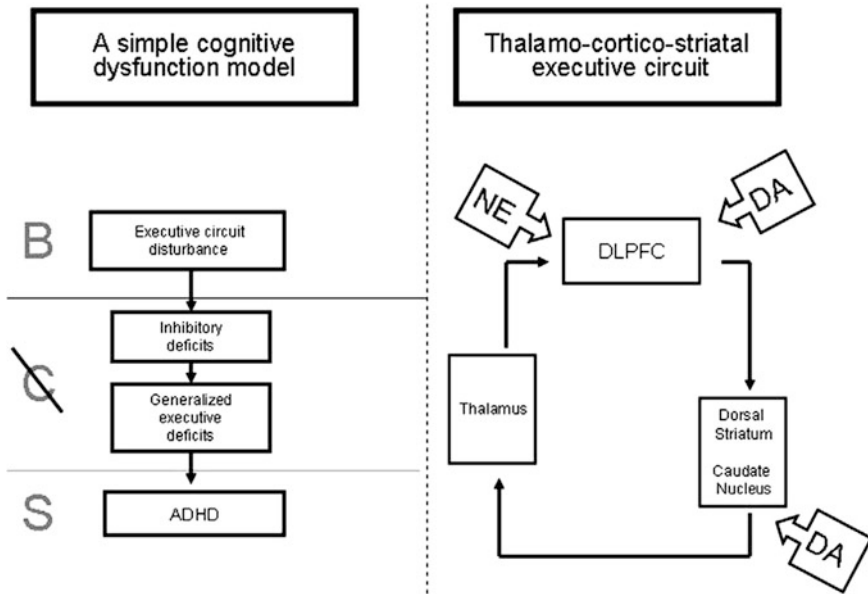 A simple cognitive
dysfunction model
Thalamo-cortico-striatal
executive circuit
B
Executive circuit
disturbance
C
Inhibitory
deficits
Generalized
executive
deficits
S
ADHD
NE
DA
DLPFC
Thalamus
Dorsal
Striatum
Caudate
Nucleus
DA